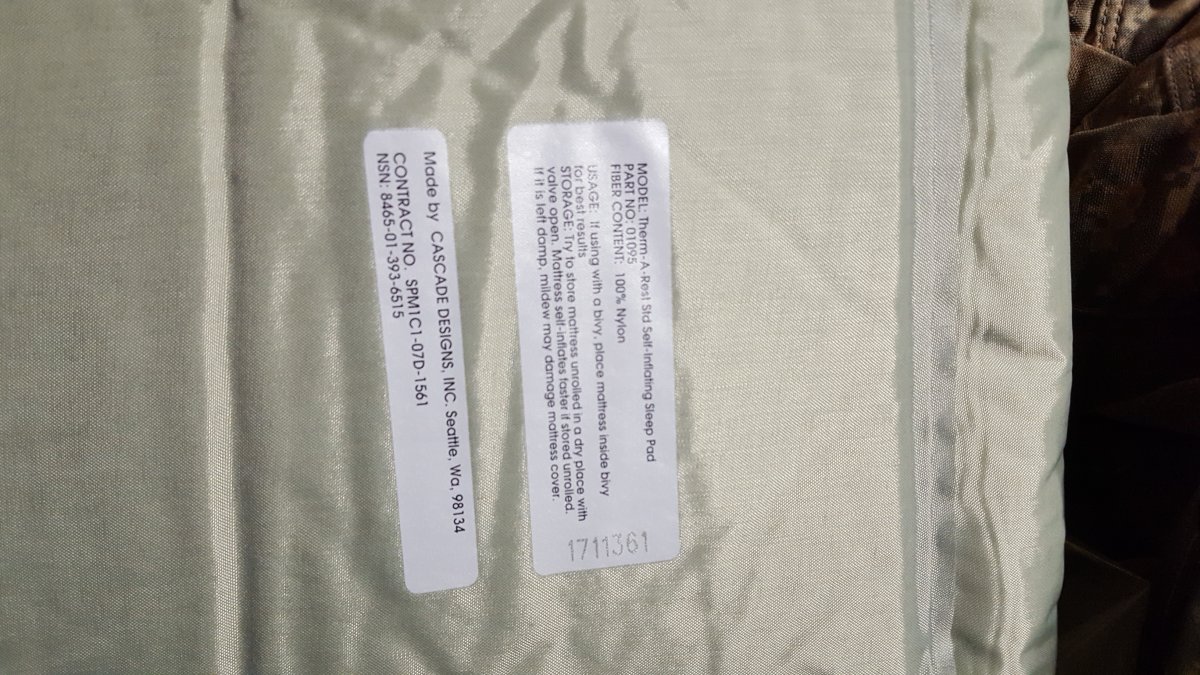 MODEL: Therm-A-Rest Std Self-Inflating Sleep Pad
PART NO: 01095
FIBER CONTENT: 100% Nylon
USAGE: If using with a bivy, place mattress inside bivy
for best results
STORAGE: Try to store mattress unrolled in a dry place with
valve open. Mattress self-inflates faster if stored unrolled.
If it is left damp, mildew may damage mattress cover.
Made by CASCADE DESIGNS, INC. Seattle, Wa, 98134
CONTRACT NO. SPM1C1-07D-1561
NSN: 8465-01-393-6515